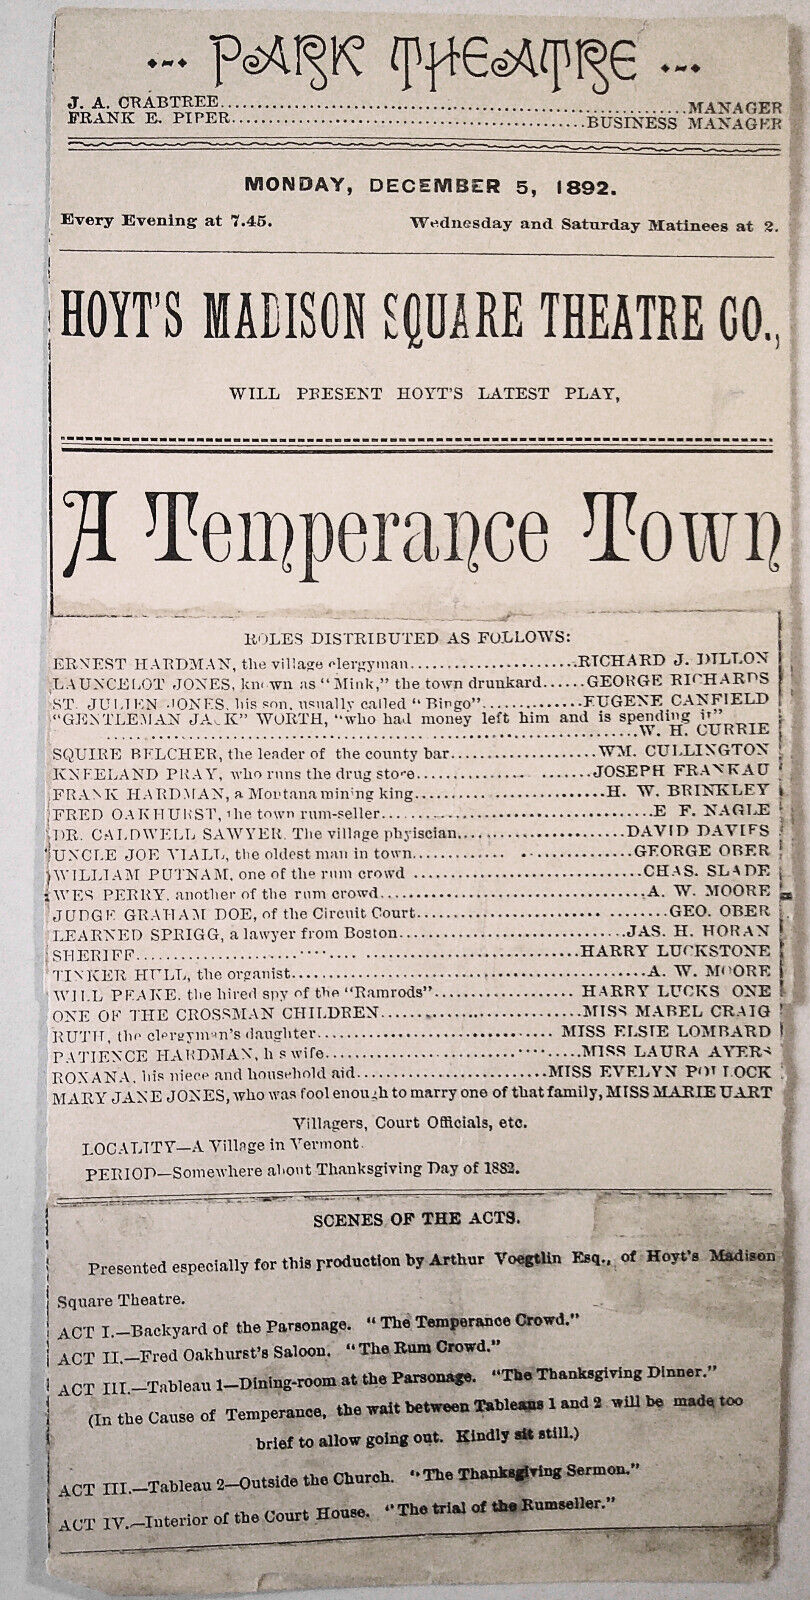 PARK THEATRE
J. A. CRABTREE........MANAGER
FRANK E. PIPER........BUSINESS MANAGER
MONDAY, DECEMBER 5, 1892.
Every Evening at 7.45. Wednesday and Saturday Matinees at 2.
HOYT'S MADISON SQUARE THEATRE CO.,
WILL PRESENT HOYT'S LATEST PLAY,
A Temperance Town
ROLES DISTRIBUTED AS FOLLOWS:
ERNEST HARDMAN, the village clergyman........RICHARD J. DILLON
LAUNCELOT JONES, known as "Mink," the town drunkard......GEORGE RICHARDS
ST. JULIEN JONES, his son, usually called "Bingo"........EUGENE CANFIELD
"GENTLEMAN JACK" WORTH, "who had money left him and is spending it"
........W. H. CURRIE
SQUIRE BELCHER, the leader of the county bar........WM. CULLINGTON
KNEELAND PRAY, who runs the drug store........JOSEPH FRANKAU
FRANK HARDMAN, a Montana mining king........H. W. BRINKLEY
FRED OAKHURST, the town rum-seller........E F. NAGLE
DR. CALDWELL SAWYER. The village phyiscian........DAVID DAVIES
UNCLE JOE VIALL, the oldest man in town........GEORGE OBER
WILLIAM PUTNAM, one of the rum crowd ........CHAS. SLADE
WES PERRY, another of the rum crowd........A. W. MOORE
JUDGE GRAHAM DOE, of the Circuit Court........GEO. OBER
LEARNED SPRIGG, a lawyer from Boston........JAS. H. HORAN
SHERIFF........HARRY LUCKSTONE
TINKER HULL, the organist........A. W. MOORE
WILL PEAKE, the hired spy of the "Ramrods"........HARRY LUCKS ONE
ONE OF THE CROSSMAN CHILDREN........MISS MABEL CRAIG
RUTH, the clergyman's daughter........MISS ELSIE LOMBARD
PATIENCE HARDMAN, h s wife........MISS LAURA AYERS
ROXANA, his niece and household aid........MISS EVELYN POLLOCK
MARY JANE JONES, who was fool enough to marry one of that family, MISS MARIE UART
Villagers, Court Officials, etc.
LOCALITY—A Village in Vermont.
PERIOD—Somewhere about Thanksgiving Day of 1882.
SCENES OF THE ACTS.
Presented especially for this production by Arthur Voegtlin Esq., of Hoyt's Madison
Square Theatre.
ACT I.—Backyard of the Parsonage. "The Temperance Crowd."
ACT II.—Fred Oakhurst's Saloon. "The Rum Crowd."
ACT III.—Tableau 1—Dining-room at the Parsonage. "The Thanksgiving Dinner."
(In the Cause of Temperance, the wait between Tableaus 1 and 2 will be made too
brief to allow going out. Kindly sit still.)
ACT III.—Tableau 2—Outside the Church. "The Thanksgiving Sermon."
ACT IV.—Interior of the Court House. "The trial of the Rumseller."